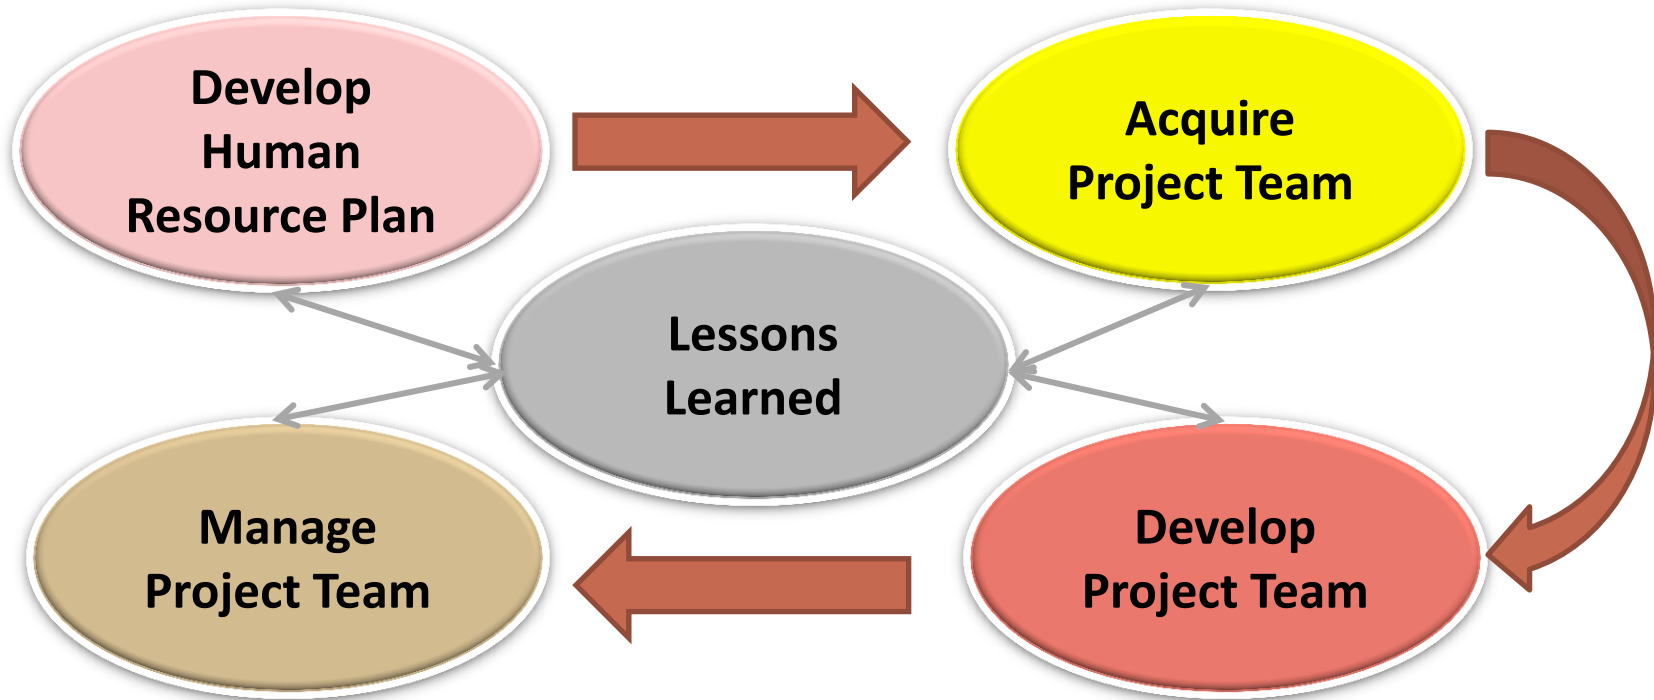 Develop
Human
Resource Plan
Acquire
Project Team
Lessons
Learned
Manage
Project Team
Develop
Project Team